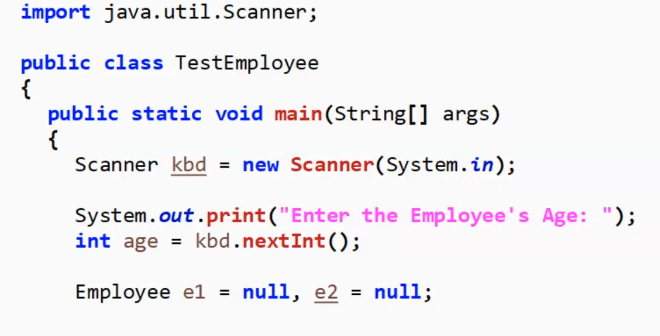 import java.util.Scanner;
public class TestEmployee
{
public static void main(String[] args)
{
Scanner kbd = new Scanner(System.in);
System.out.print("Enter the Employee's Age: ");
int age = kbd.nextInt();
Employee e1 = null, e2 = null;